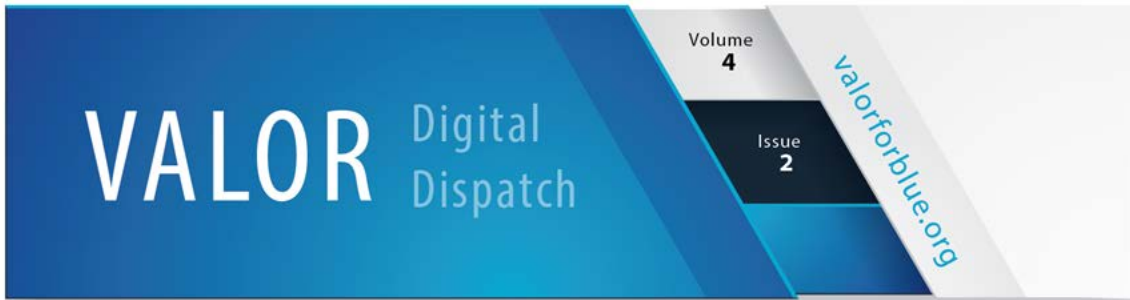 VALOR
Digital
Dispatch
Volume
4
Issue
2
valorforblue.org